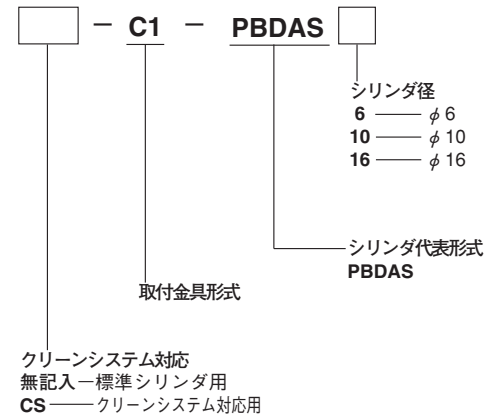 － C1 － PBDAS
シリンダ径
6 —— φ6
10 —— φ10
16 —— φ16
シリンダ代表形式
PBDAS
取付金具形式
クリーンシステム対応
無記入－標準シリンダ用
CS——クリーンシステム対応用